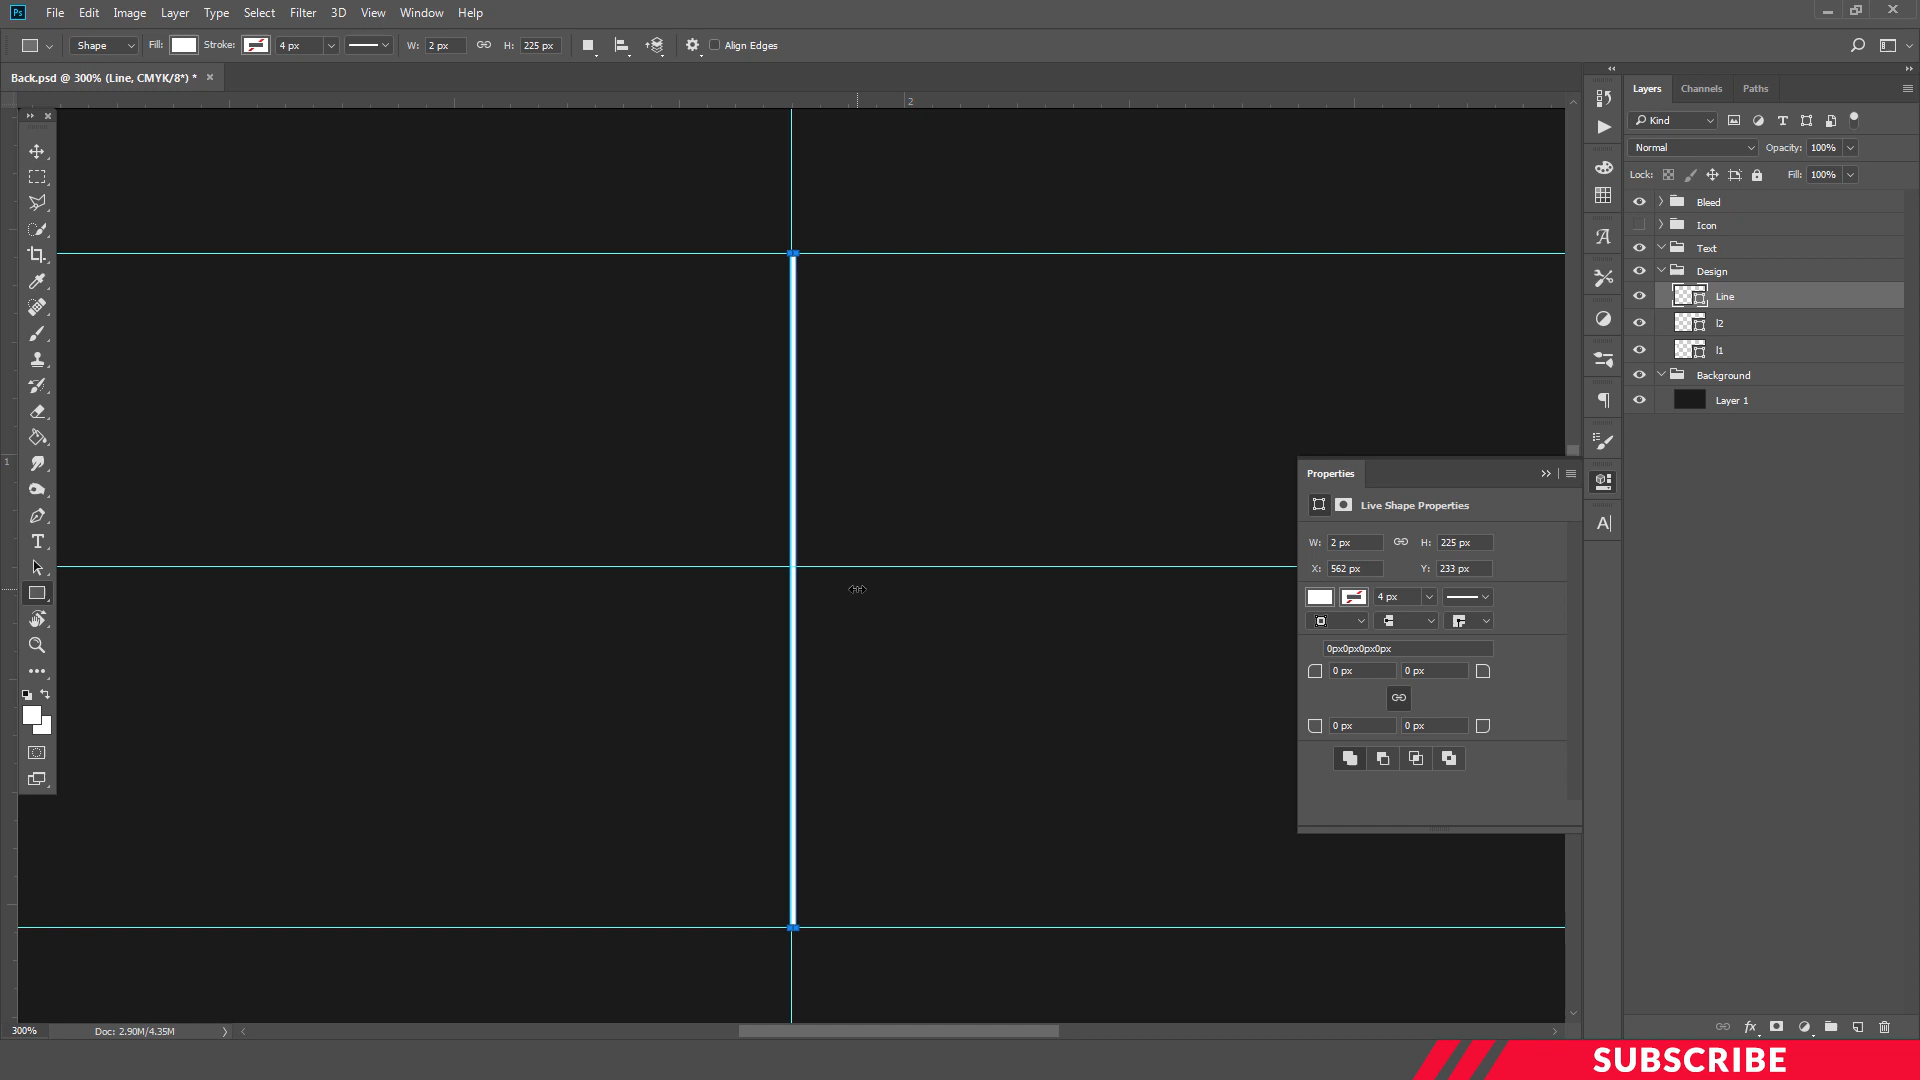 Ps File Edit Image Layer Type Select Filter 3D View Window Help
Shape Fill: Stroke: 4 px W: 2 px H: 225 px Align Edges
Back.psd @ 300% (Line, CMYK/8*) * ×
2
1
Layers Channels Paths
Kind
Normal Opacity: 100%
Lock: Fill: 100%
Bleed
Icon
Text
Design
Line
l2
l1
Background
Layer 1
Properties
Live Shape Properties
W: 2 px H: 225 px
X: 562 px Y: 233 px
4 px
0px0px0px0px
0 px 0 px
0 px 0 px
300% Doc: 2.90M/4.35M
fx
SUBSCRIBE